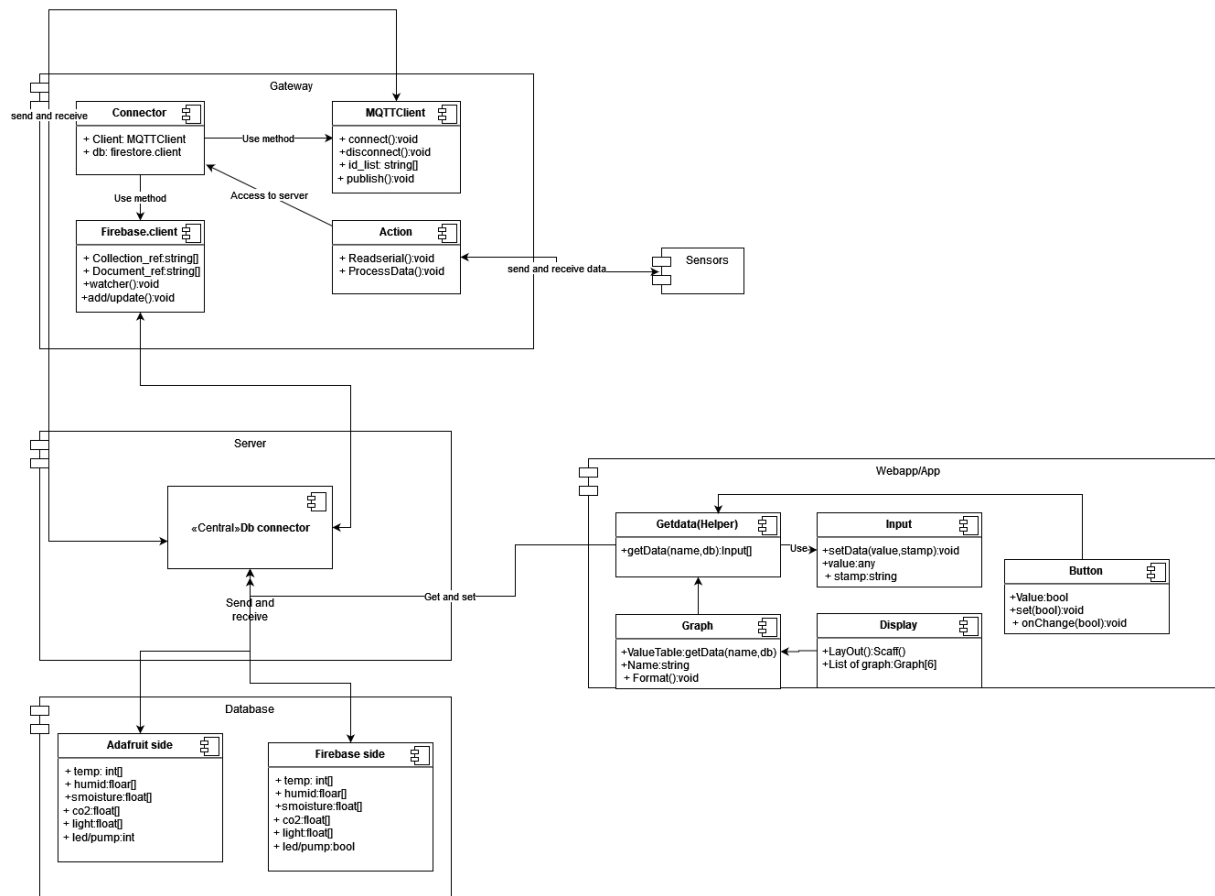 Gateway
send and receive
Connector
+ Client: MQTTClient
+ db: firestore.client
Use method
MQTTClient
+ connect():void
+disconnect():void
+ id_list: string[]
+ publish():void
Use method
Access to server
Firebase.client
+ Collection_ref:string[]
+ Document_ref:string[]
+watcher():void
+add/update():void
Action
+ Readserial():void
+ ProcessData():void
send and receive data
Sensors
Server
«Central»Db connector
Send and
receive
Get and set
Webapp/App
Getdata(Helper)
+getData(name,db):Input[]
Use
Input
+setData(value,stamp):void
+value:any
+ stamp:string
Button
+Value:bool
+set(bool):void
+ onChange(bool):void
Graph
+ValueTable:getData(name,db)
+Name:string
+ Format():void
Display
+LayOut():Scaff()
+List of graph:Graph[6]
Database
Adafruit side
+ temp: int[]
+ humid:floar[]
+smoisture:float[]
+ co2:float[]
+ light:float[]
+ led/pump:int
Firebase side
+ temp: int[]
+ humid:floar[]
+smoisture:float[]
+ co2:float[]
+ light:float[]
+ led/pump:bool